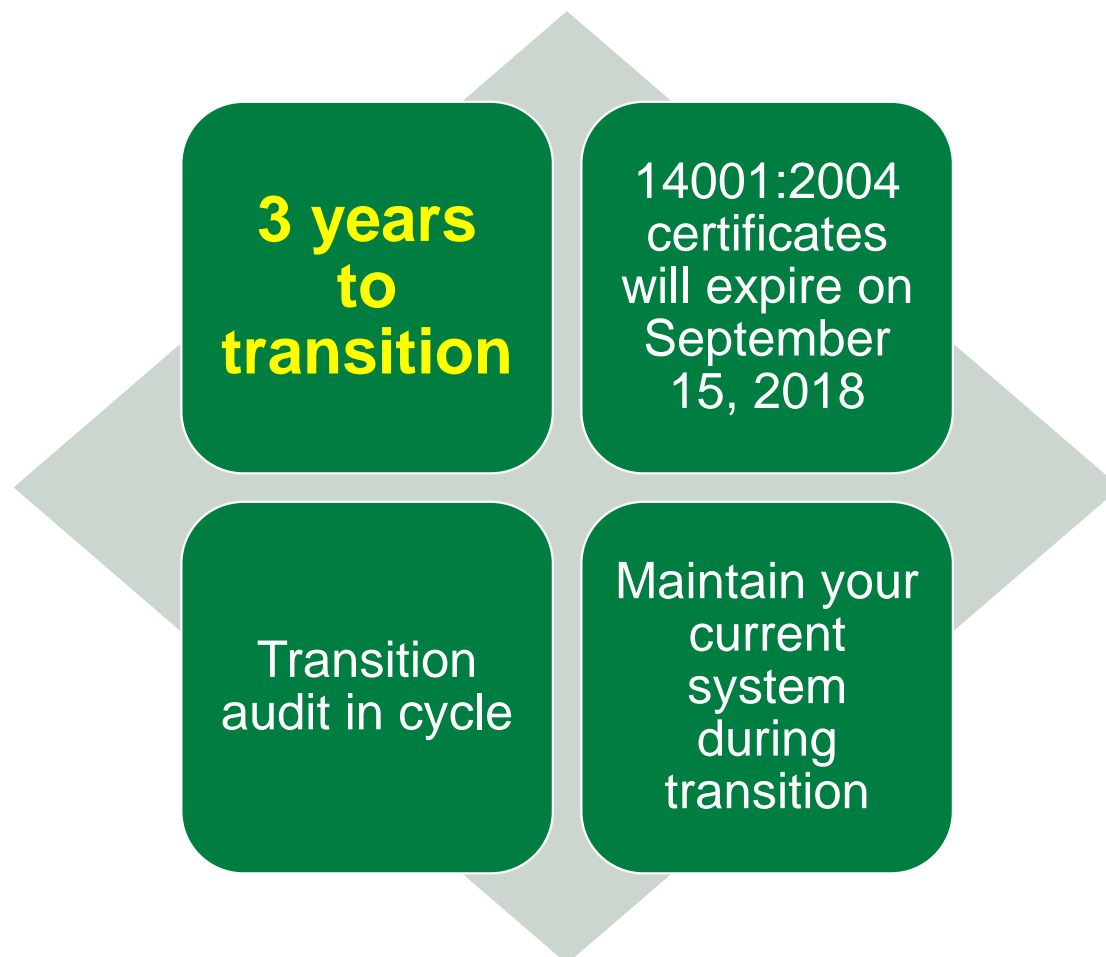 3 years
to
transition
14001:2004
certificates
will expire on
September
15, 2018
Transition
audit in cycle
Maintain your
current
system
during
transition